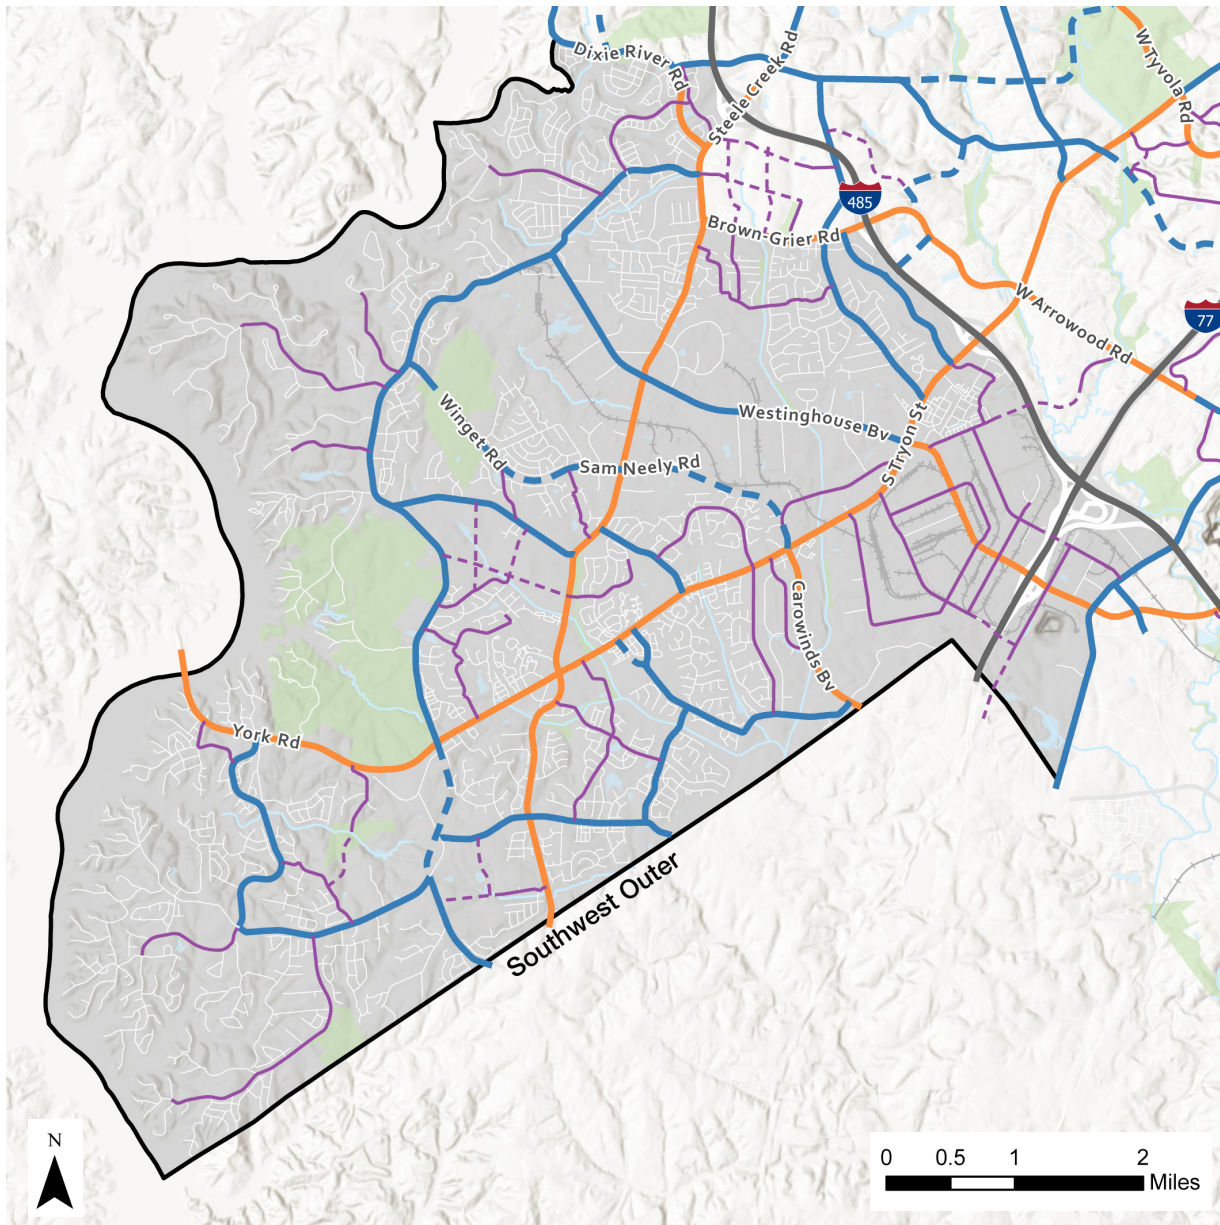 Dixie River Rd
Steele Creek Rd
W Tyvola Rd
485
Brown-Grier Rd
W Arrowood Rd
77
Winget Rd
Westinghouse Bv
S Tryon St
Sam Neely Rd
Carowinds Bv
York Rd
Southwest Outer
N
0 0.5 1 2
Miles